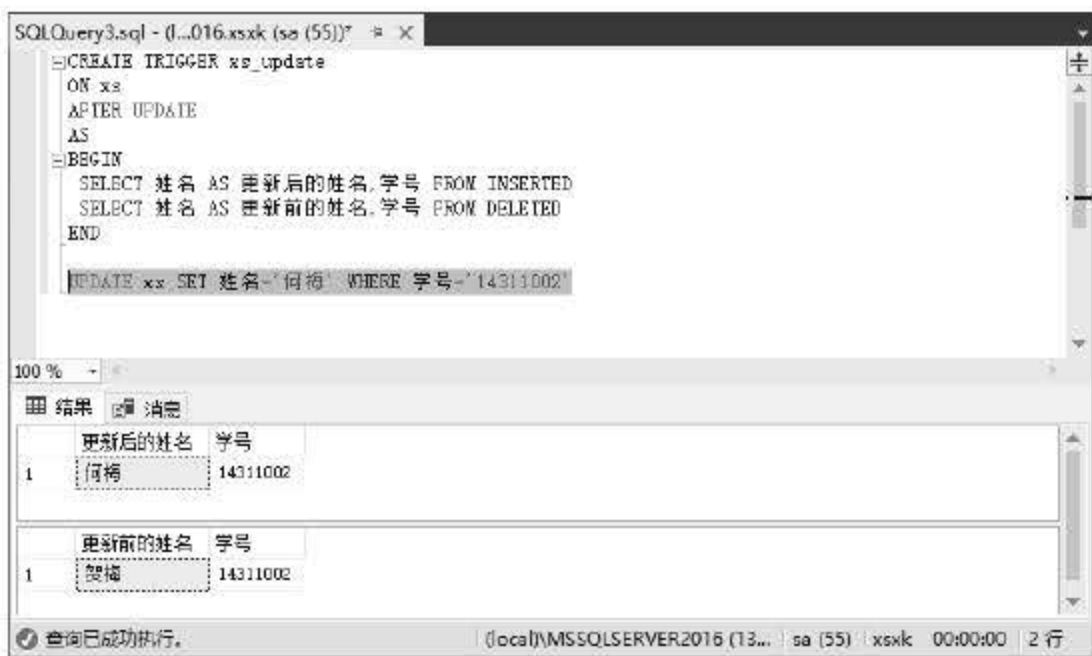 SQLQuery3.sql - (l...016.xsxk (sa (55))*
CREATE TRIGGER xs_update
ON xs
AFTER UPDATE
AS
BEGIN
SELECT 姓名 AS 更新后的姓名,学号 FROM INSERTED
SELECT 姓名 AS 更新前的姓名,学号 FROM DELETED
END
UPDATE xs SET 姓名='何梅' WHERE 学号='14311002'
100 %
结果 消息
更新后的姓名 学号
1 何梅 14311002
更新前的姓名 学号
1 贺梅 14311002
查询已成功执行。 (local)\MSSQLSERVER2016 (13... sa (55) xsxk 00:00:00 2 行